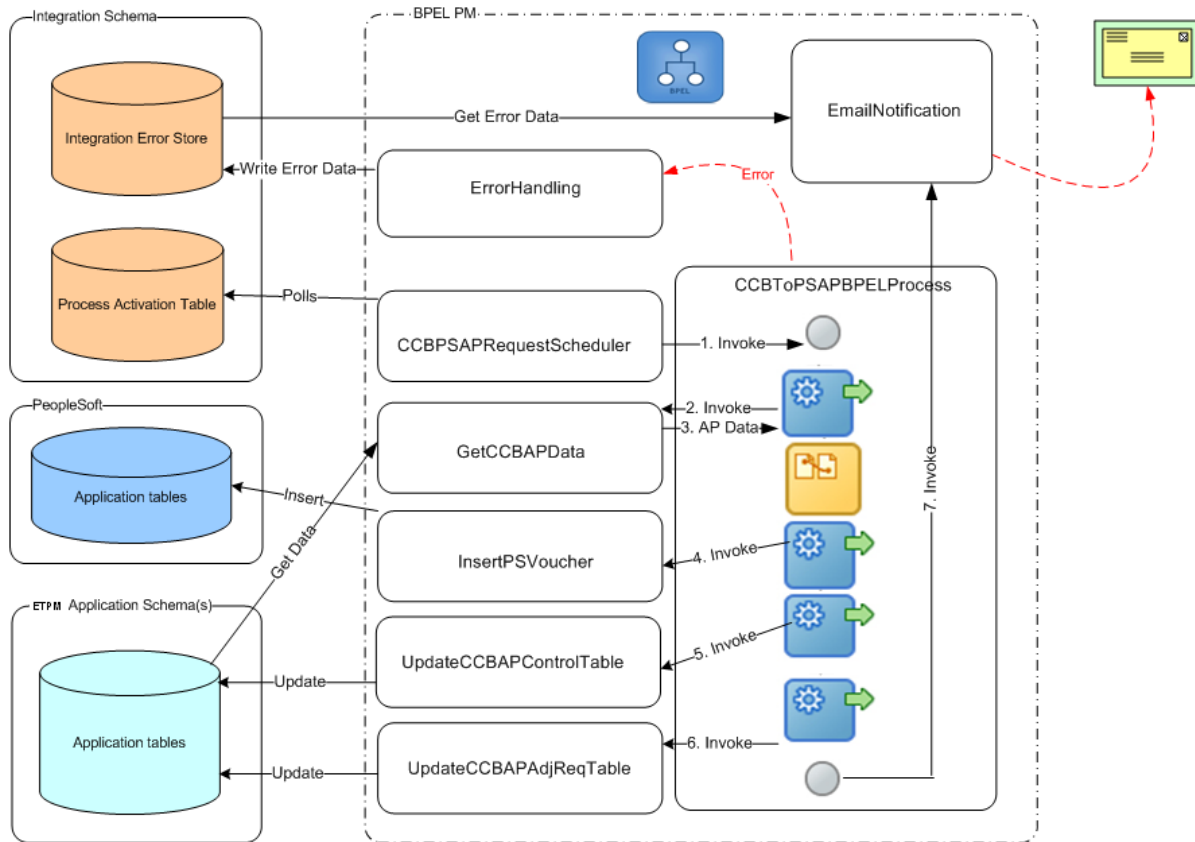 Integration Schema
BPEL PM
BPEL
EmailNotification
Integration Error Store
Get Error Data
Write Error Data
ErrorHandling
Error
Process Activation Table
Polls
CCBPSAPRequestScheduler
1. Invoke
CCBToPSAPBPELProcess
PeopleSoft
Application tables
Insert
GetCCBAPData
2. Invoke
3. AP Data
7. Invoke
Get Data
InsertPSVoucher
4. Invoke
ETPM Application Schema(s)
Application tables
Update
UpdateCCBAPControlTable
5. Invoke
Update
UpdateCCBAPAdjReqTable
6. Invoke